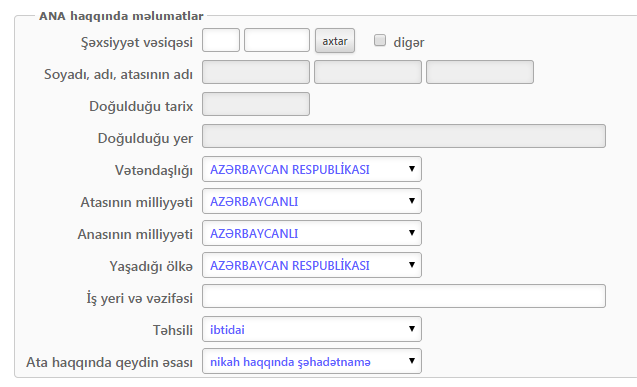 ANA haqqında məlumatlar
Şəxsiyyət vəsiqəsi axtar digər
Soyadı, adı, atasının adı
Doğulduğu tarix
Doğulduğu yer
Vətəndaşlığı AZƏRBAYCAN RESPUBLİKASI
Atasının milliyyəti AZƏRBAYCANLI
Anasının milliyyəti AZƏRBAYCANLI
Yaşadığı ölkə AZƏRBAYCAN RESPUBLİKASI
İş yeri və vəzifəsi
Təhsili ibtidai
Ata haqqında qeydin əsası nikah haqqında şəhadətnamə